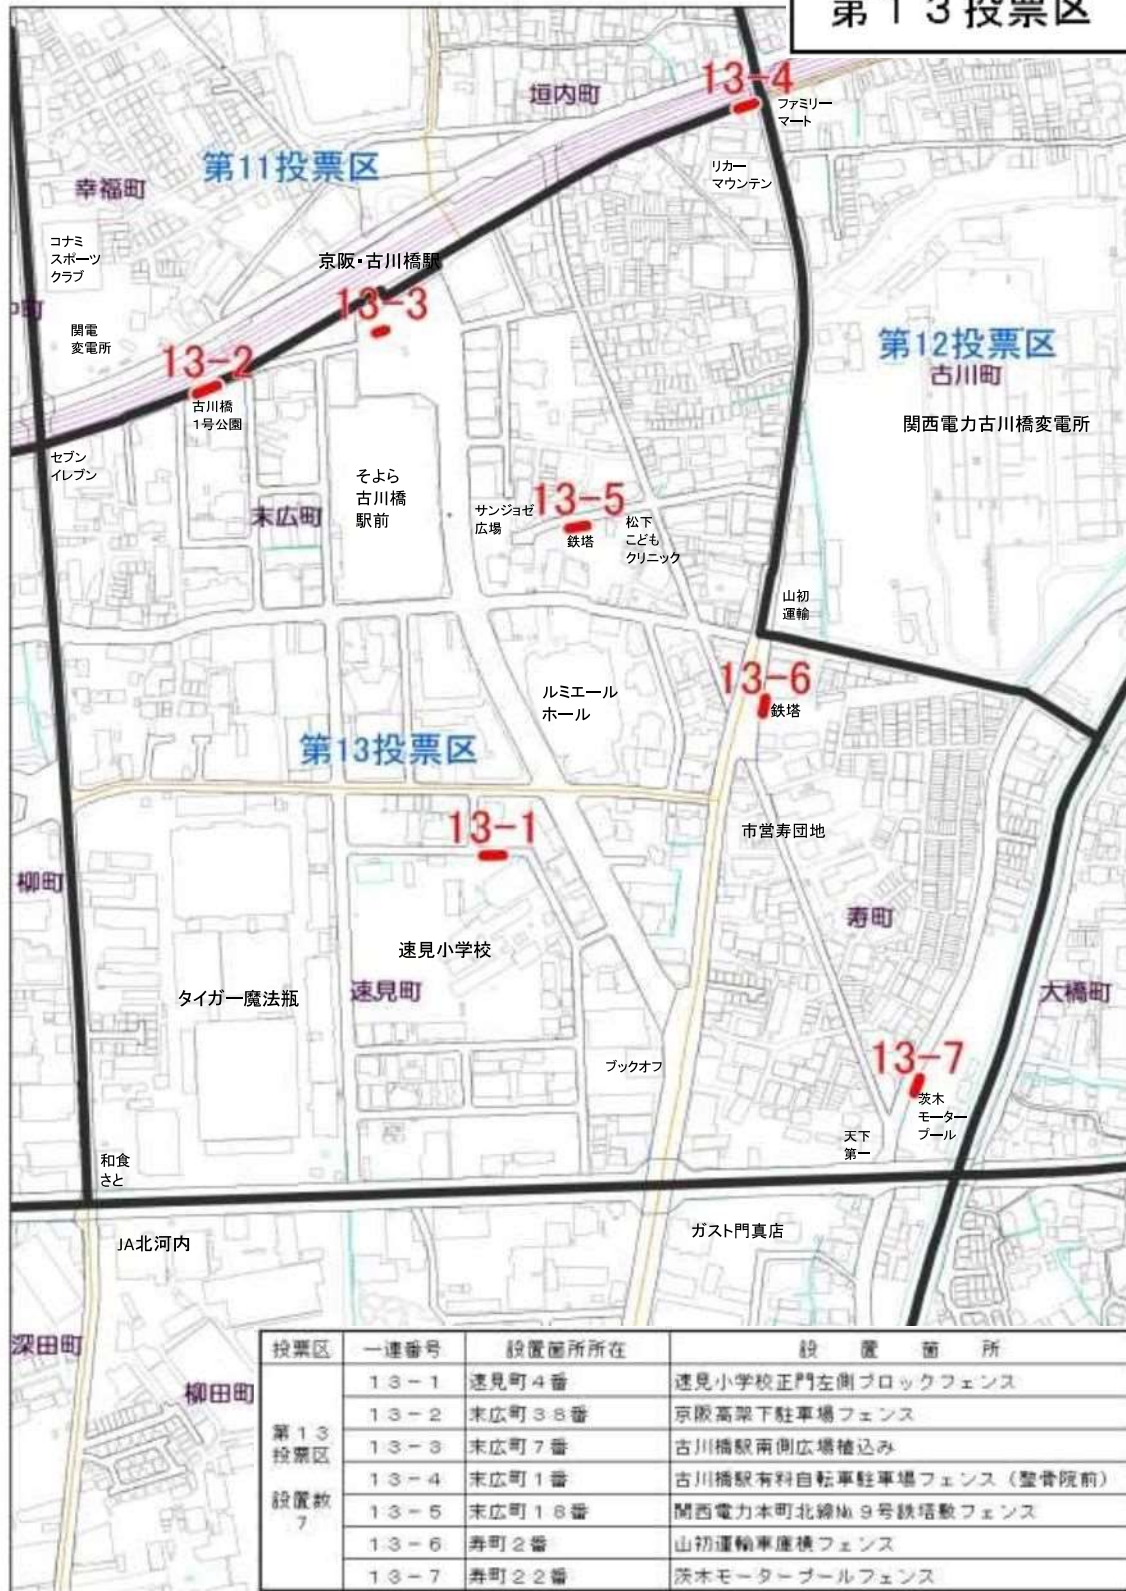 第13投票区
13-4
垣内町
ファミリー
マート
第11投票区
リカー
マウンテン
幸福町
コナミ
スポーツ
クラブ
京阪・古川橋駅
13-3
関電
変電所
第12投票区
古川町
13-2
古川橋
1号公園
関西電力古川橋変電所
セブン
イレブン
そよら
古川橋
駅前
末広町
サンジョゼ
広場
13-5
鉄塔
松下
こども
クリニック
山初
運輸
13-6
鉄塔
ルミエール
ホール
第13投票区
13-1
市営寿団地
柳町
寿町
速見小学校
タイガー魔法瓶
速見町
大橋町
13-7
ブックオフ
茨木
モーター
プール
天下
第一
和食
さと
JA北河内
ガスト門真店
深田町
柳田町
投票区 一連番号 設置箇所所在 設置箇所
第13
投票区
設置数
7
13-1 速見町4番 速見小学校正門左側ブロックフェンス
13-2 末広町38番 京阪高架下駐車場フェンス
13-3 末広町7番 古川橋駅南側広場植込み
13-4 末広町1番 古川橋駅有料自転車駐車場フェンス（整骨院前）
13-5 末広町18番 関西電力本町北線№9号鉄塔敷フェンス
13-6 寿町2番 山初運輸車庫横フェンス
13-7 寿町22番 茨木モータープールフェンス